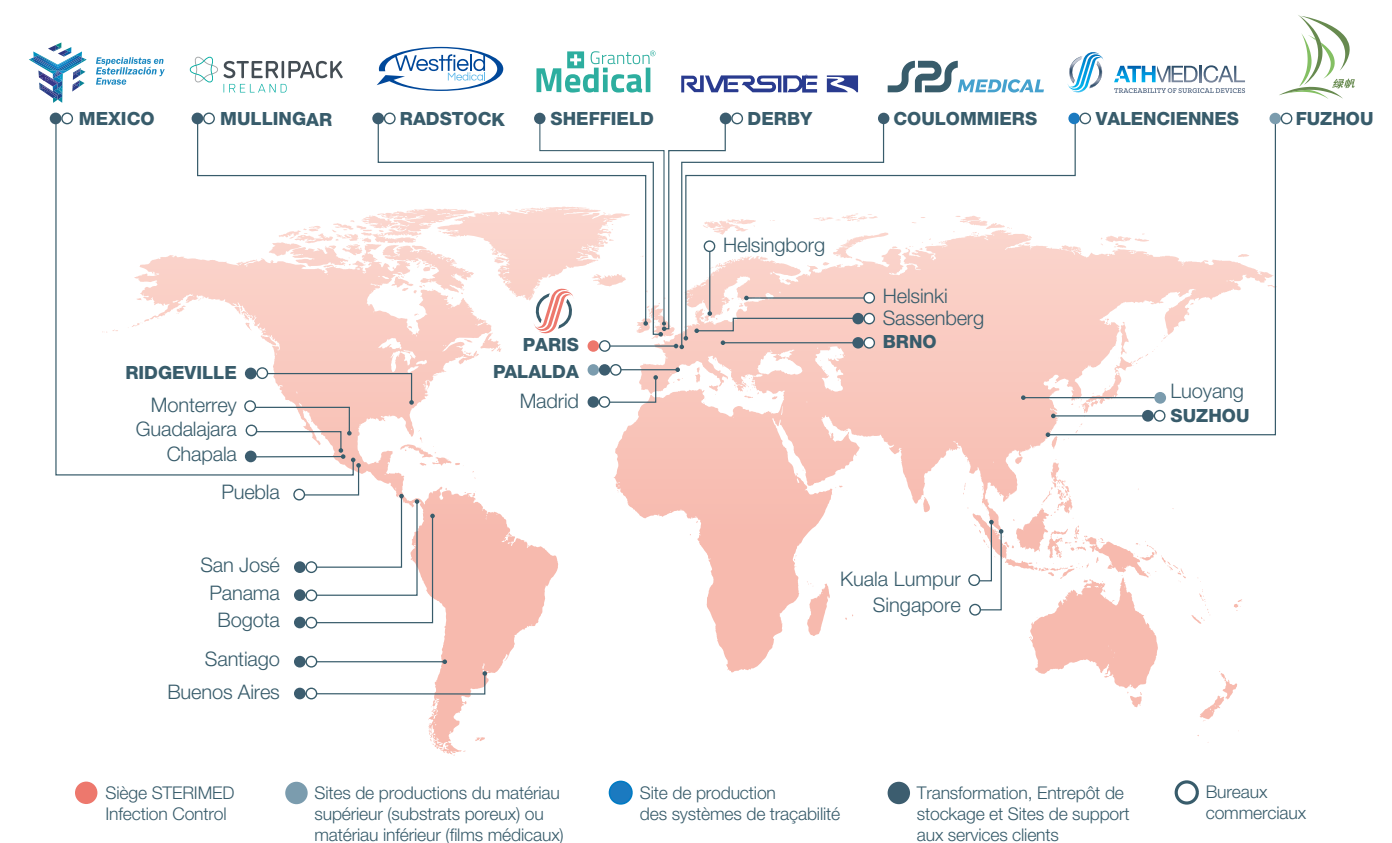 Especialistas en
Esterilización y
Envase
STERIPACK
IRELAND
Westfield
Medical
Granton®
Medical
RIVERSIDE
SPS MEDICAL
ATHMEDICAL
TRACEABILITY OF SURGICAL DEVICES
绿帆
MEXICO
MULLINGAR
RADSTOCK
SHEFFIELD
DERBY
COULOMMIERS
VALENCIENNES
FUZHOU
Helsingborg
Helsinki
Sassenberg
BRNO
PARIS
PALALDA
Madrid
RIDGEVILLE
Monterrey
Guadalajara
Chapala
Puebla
San José
Panama
Bogota
Santiago
Buenos Aires
Luoyang
SUZHOU
Kuala Lumpur
Singapore
Siège STERIMED
Infection Control
Sites de productions du matériau
supérieur (substrats poreux) ou
matériau inférieur (films médicaux)
Site de production
des systèmes de traçabilité
Transformation, Entrepôt de
stockage et Sites de support
aux services clients
Bureaux
commerciaux